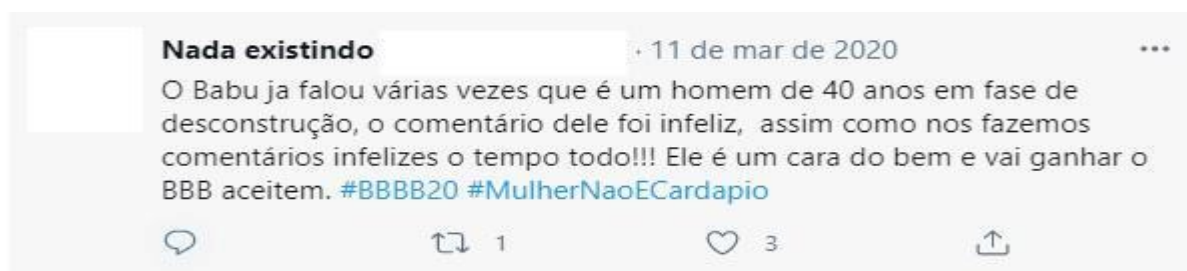 Nada existindo · 11 de mar de 2020
O Babu ja falou várias vezes que é um homem de 40 anos em fase de
desconstrução, o comentário dele foi infeliz, assim como nos fazemos
comentários infelizes o tempo todo!!! Ele é um cara do bem e vai ganhar o
BBB aceitem. #BBBB20 #MulherNaoECardapio
1 3